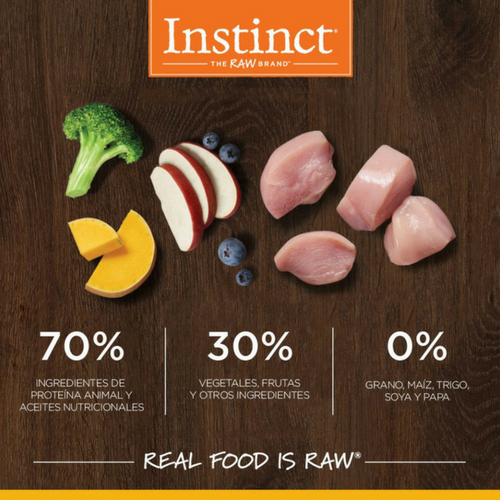 Instinct®
THE RAW BRAND™
70%
INGREDIENTES DE
PROTEÍNA ANIMAL Y
ACEITES NUTRICIONALES
30%
VEGETALES, FRUTAS
Y OTROS INGREDIENTES
0%
GRANO, MAÍZ, TRIGO,
SOYA Y PAPA
REAL FOOD IS RAW®